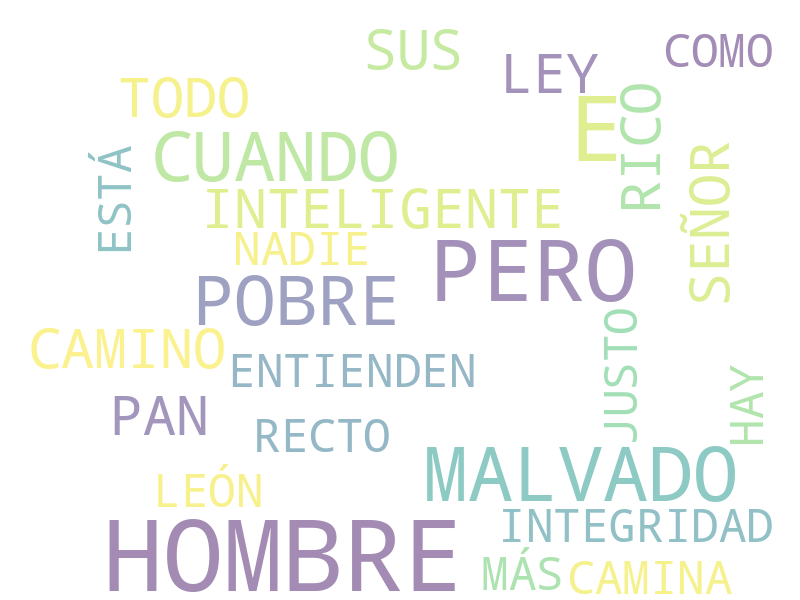 SUS
COMO
LEY
TODO
E
RICO
CUANDO
ESTÁ
SEÑOR
INTELIGENTE
NADIE
PERO
POBRE
CAMINO
JUSTO
ENTIENDEN
HAY
PAN
RECTO
MALVADO
LEÓN
INTEGRIDAD
HOMBRE
MÁS
CAMINA